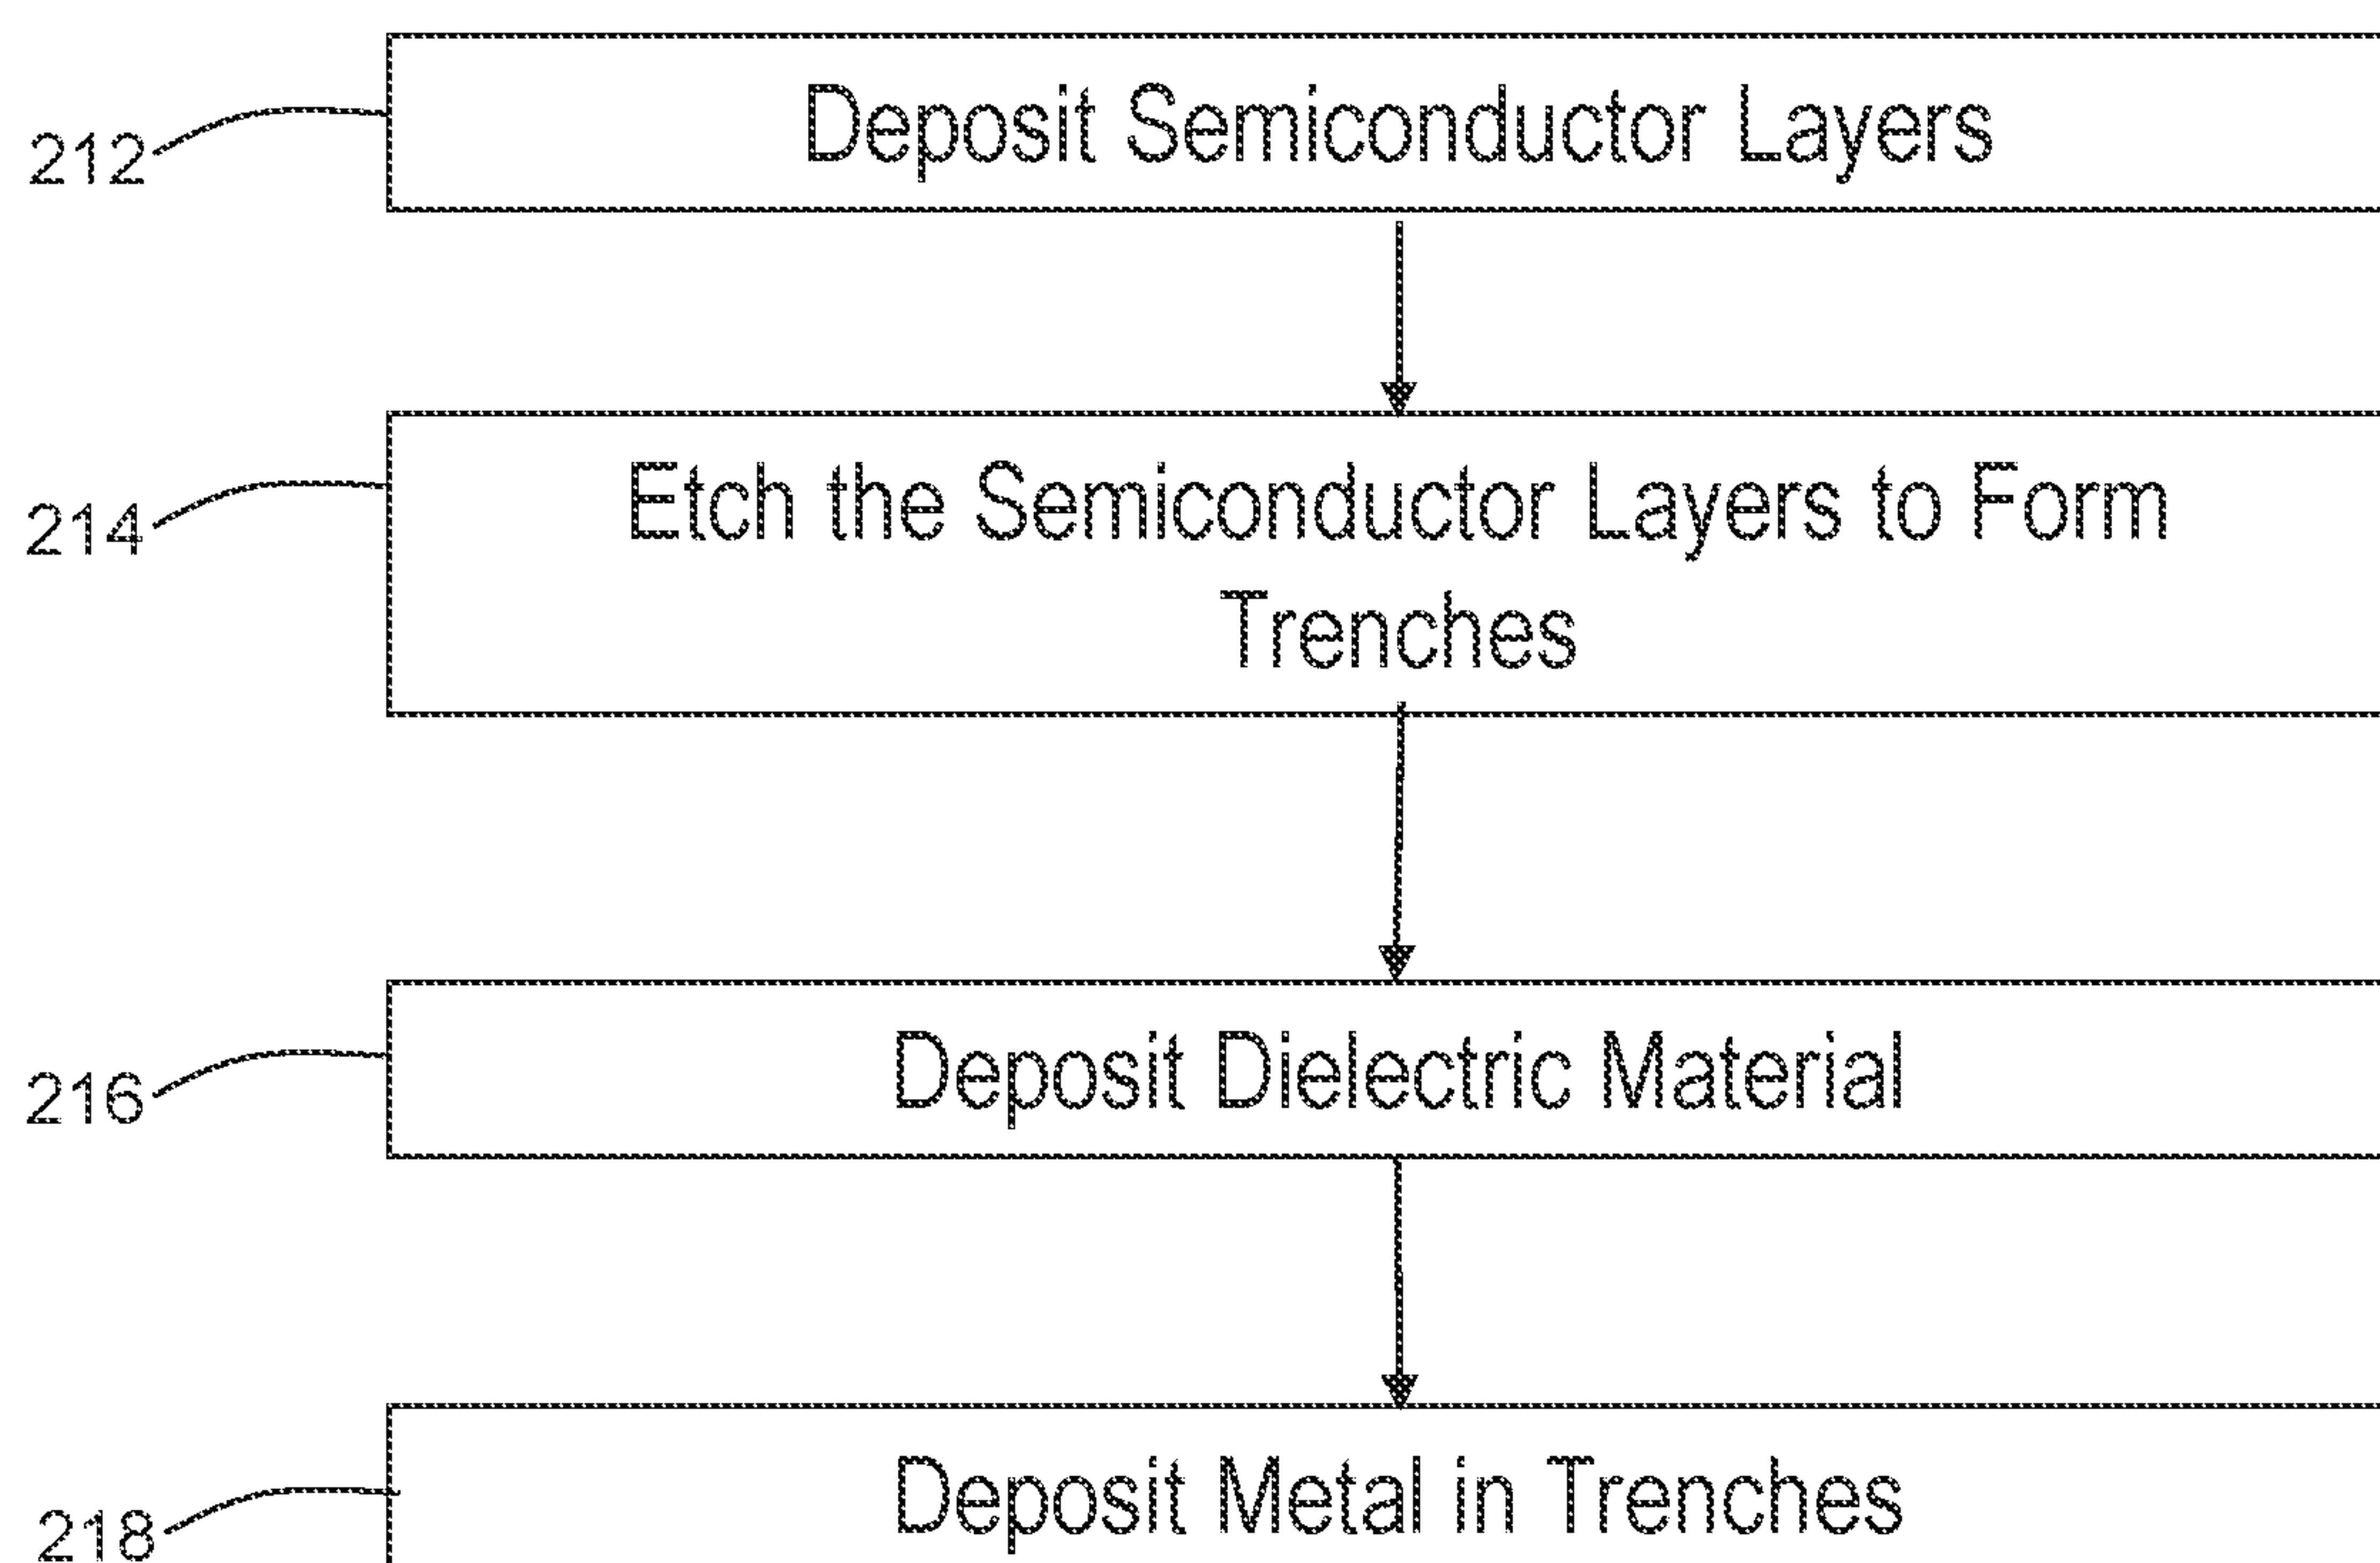 212
Deposit Semiconductor Layers
214
Etch the Semiconductor Layers to Form
Trenches
216
Deposit Dielectric Material
218
Deposit Metal in Trenches